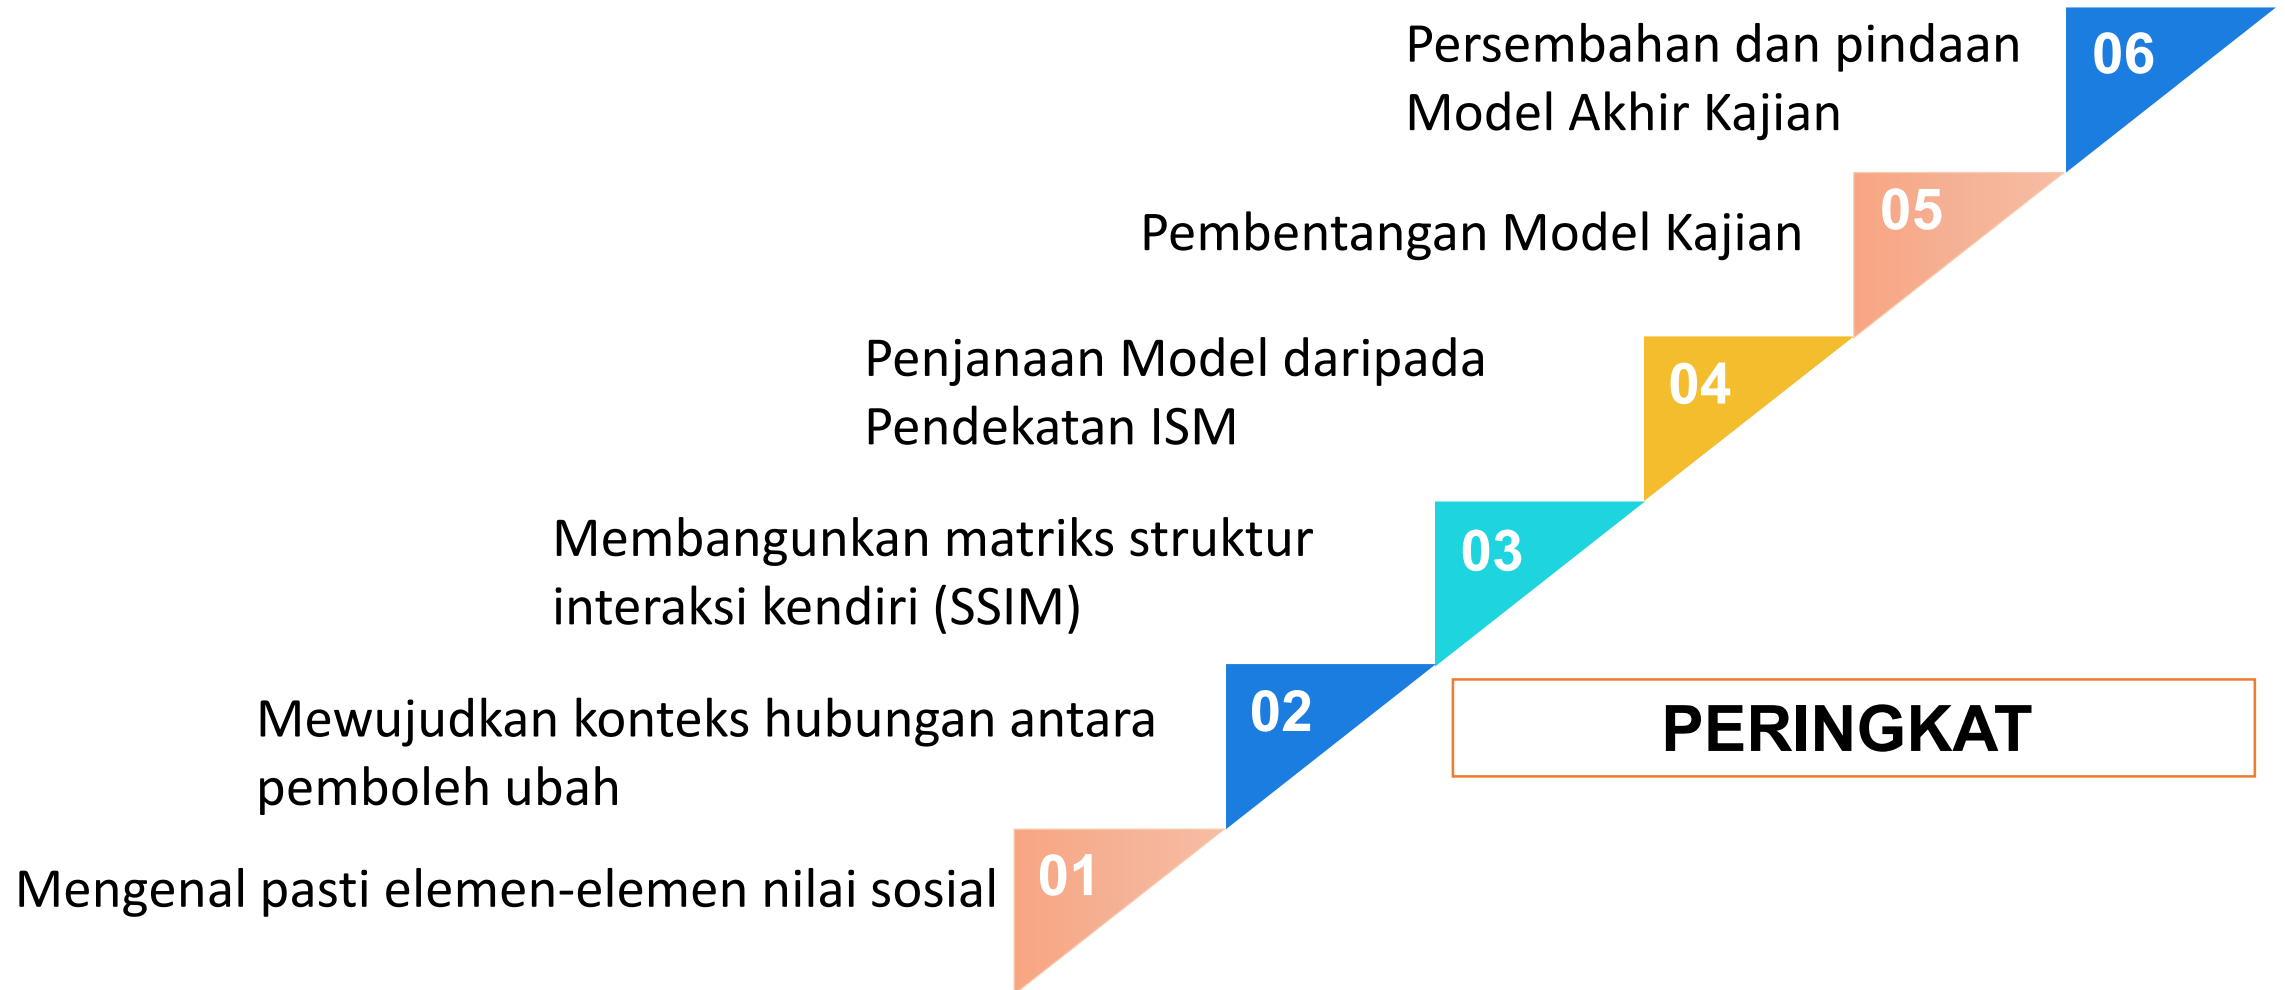 Persembahan dan pindaan
Model Akhir Kajian
06
Pembentangan Model Kajian
05
Penjanaan Model daripada
Pendekatan ISM
04
Membangunkan matriks struktur
interaksi kendiri (SSIM)
03
Mewujudkan konteks hubungan antara
pemboleh ubah
02
PERINGKAT
Mengenal pasti elemen-elemen nilai sosial
01